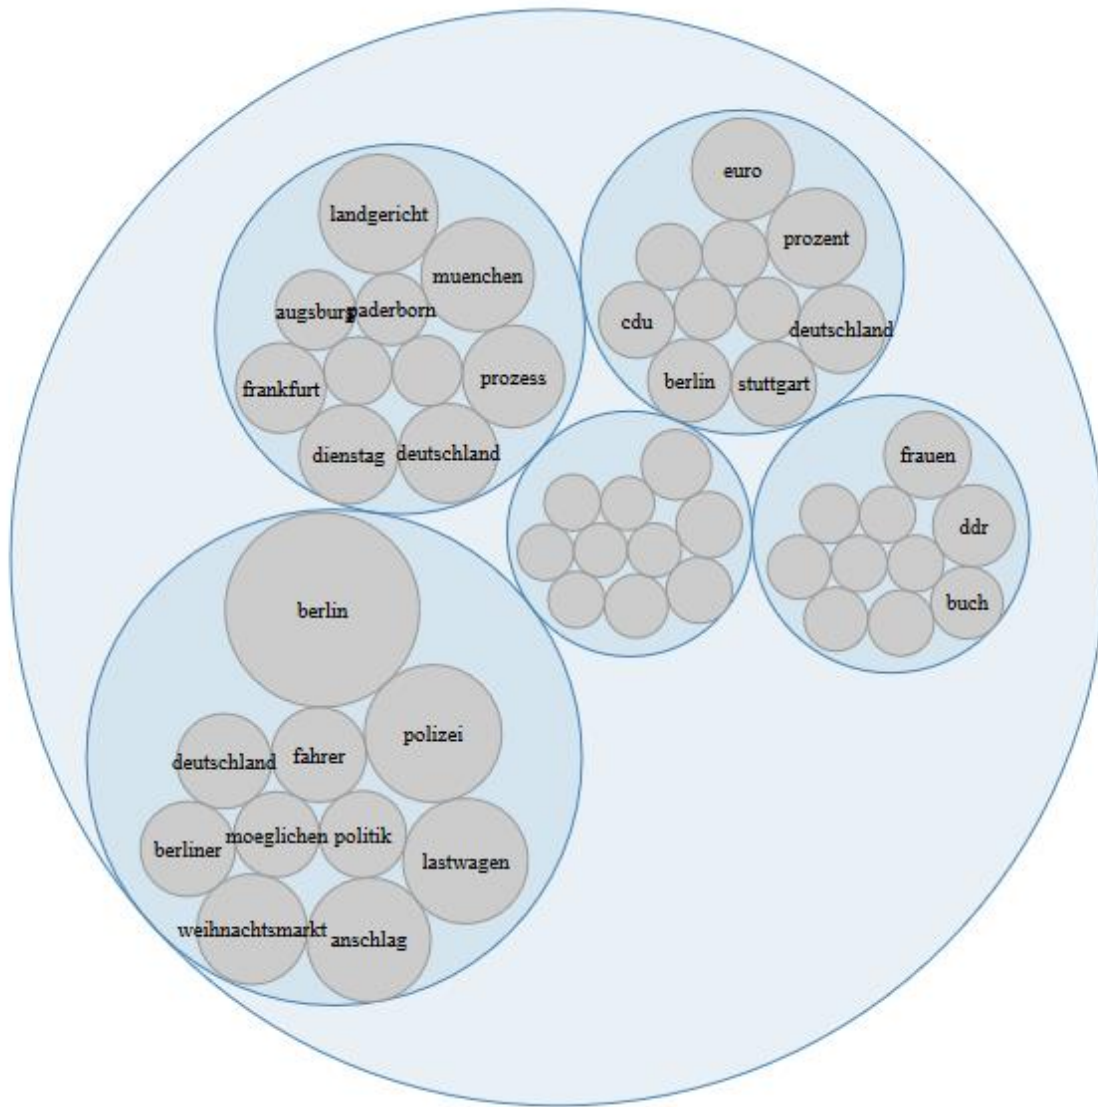 landgericht
muenchen
augsburg
paderborn
frankfurt
prozess
dienstag
deutschland
euro
prozent
cdu
deutschland
berlin
stuttgart
frauen
ddr
buch
berlin
polizei
deutschland
fahrer
berliner
moeglichen
politik
lastwagen
weihnachtsmarkt
anschlag